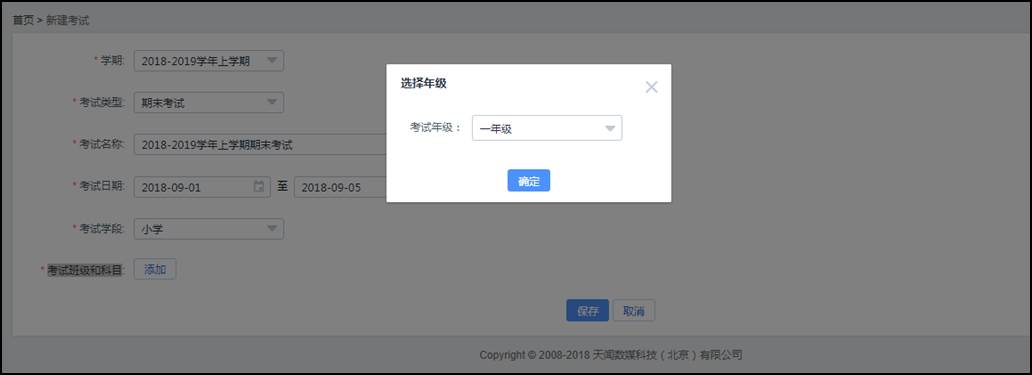 首页 > 新建考试
* 学期: 2018-2019学年上学期
* 考试类型: 期末考试
* 考试名称: 2018-2019学年上学期期末考试
* 考试日期: 2018-09-01 至 2018-09-05
* 考试学段: 小学
* 考试班级和科目: 添加
选择年级
考试年级： 一年级
确定
保存 取消
Copyright © 2008-2018 天闻数媒科技（北京）有限公司